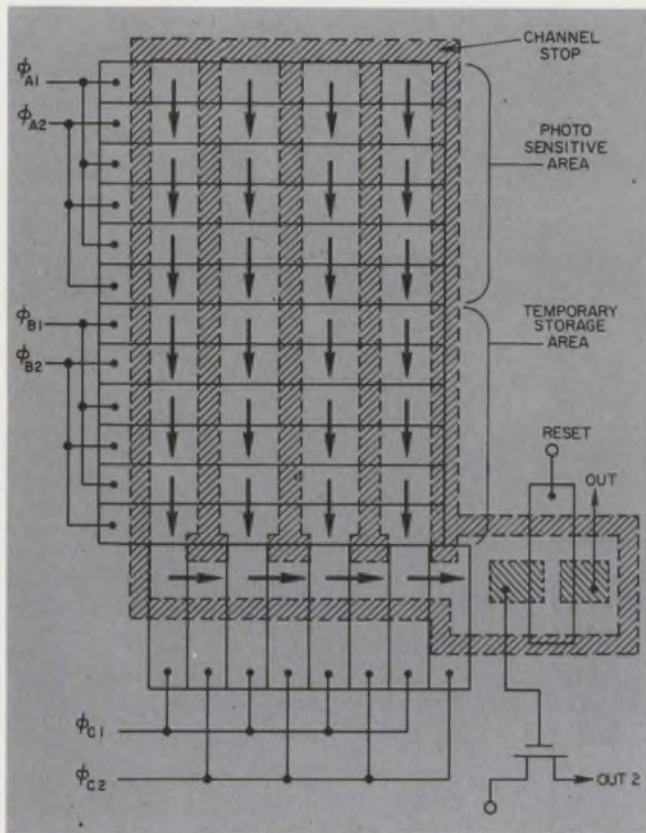 CHANNEL
STOP
ϕA1
ϕA2
PHOTO
SENSITIVE
AREA
ϕB1
ϕB2
TEMPORARY
STORAGE
AREA
RESET
OUT
ϕC1
ϕC2
OUT 2